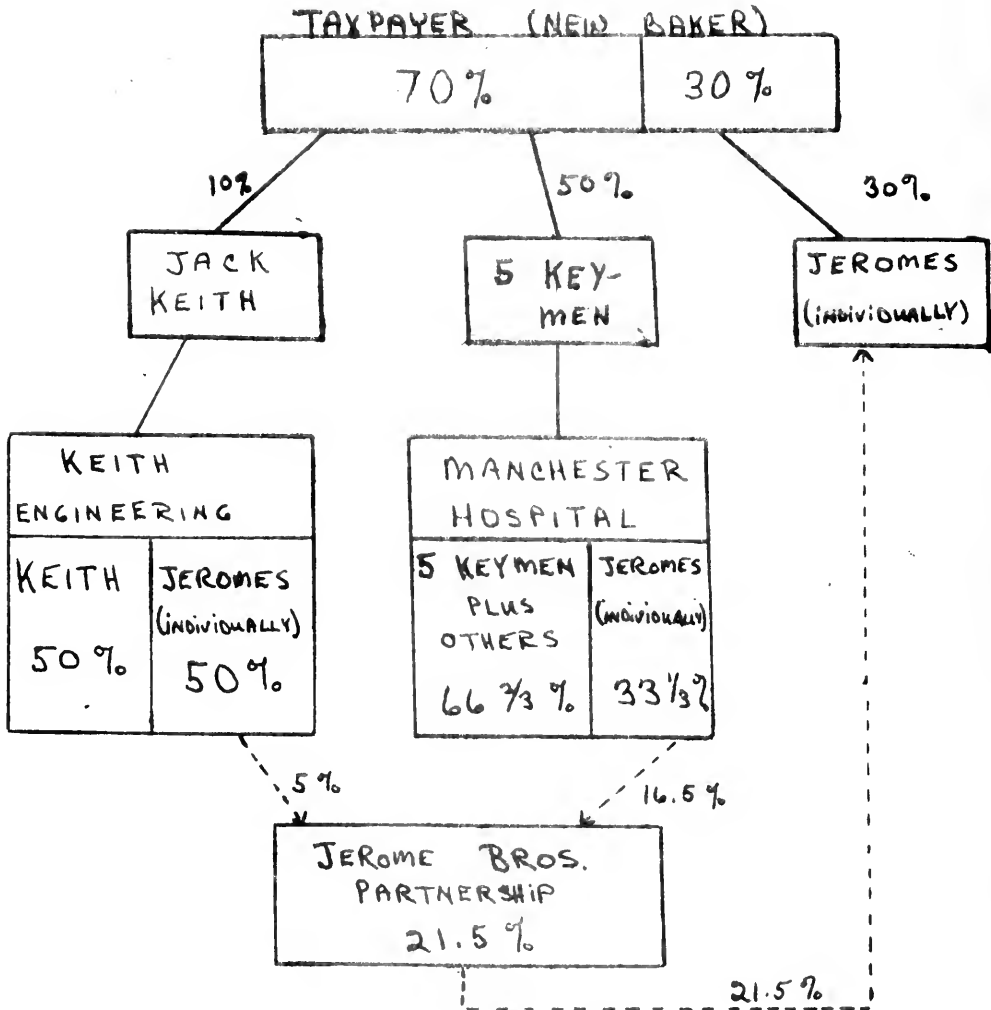 TAXPAYER (NEW BAKER)
70%
30%
10%
50%
30%
JACK
KEITH
5 KEY-
MEN
JEROMES
(INDIVIDUALLY)
KEITH
ENGINEERING
KEITH
50%
JEROMES
(INDIVIDUALLY)
50%
MANCHESTER
HOSPITAL
5 KEYMEN
PLUS
OTHERS
66 2/3 %
JEROMES
(INDIVIDUALLY)
33 1/3 %
5%
16.5%
JEROME BROS.
PARTNERSHIP
21.5%
21.5%